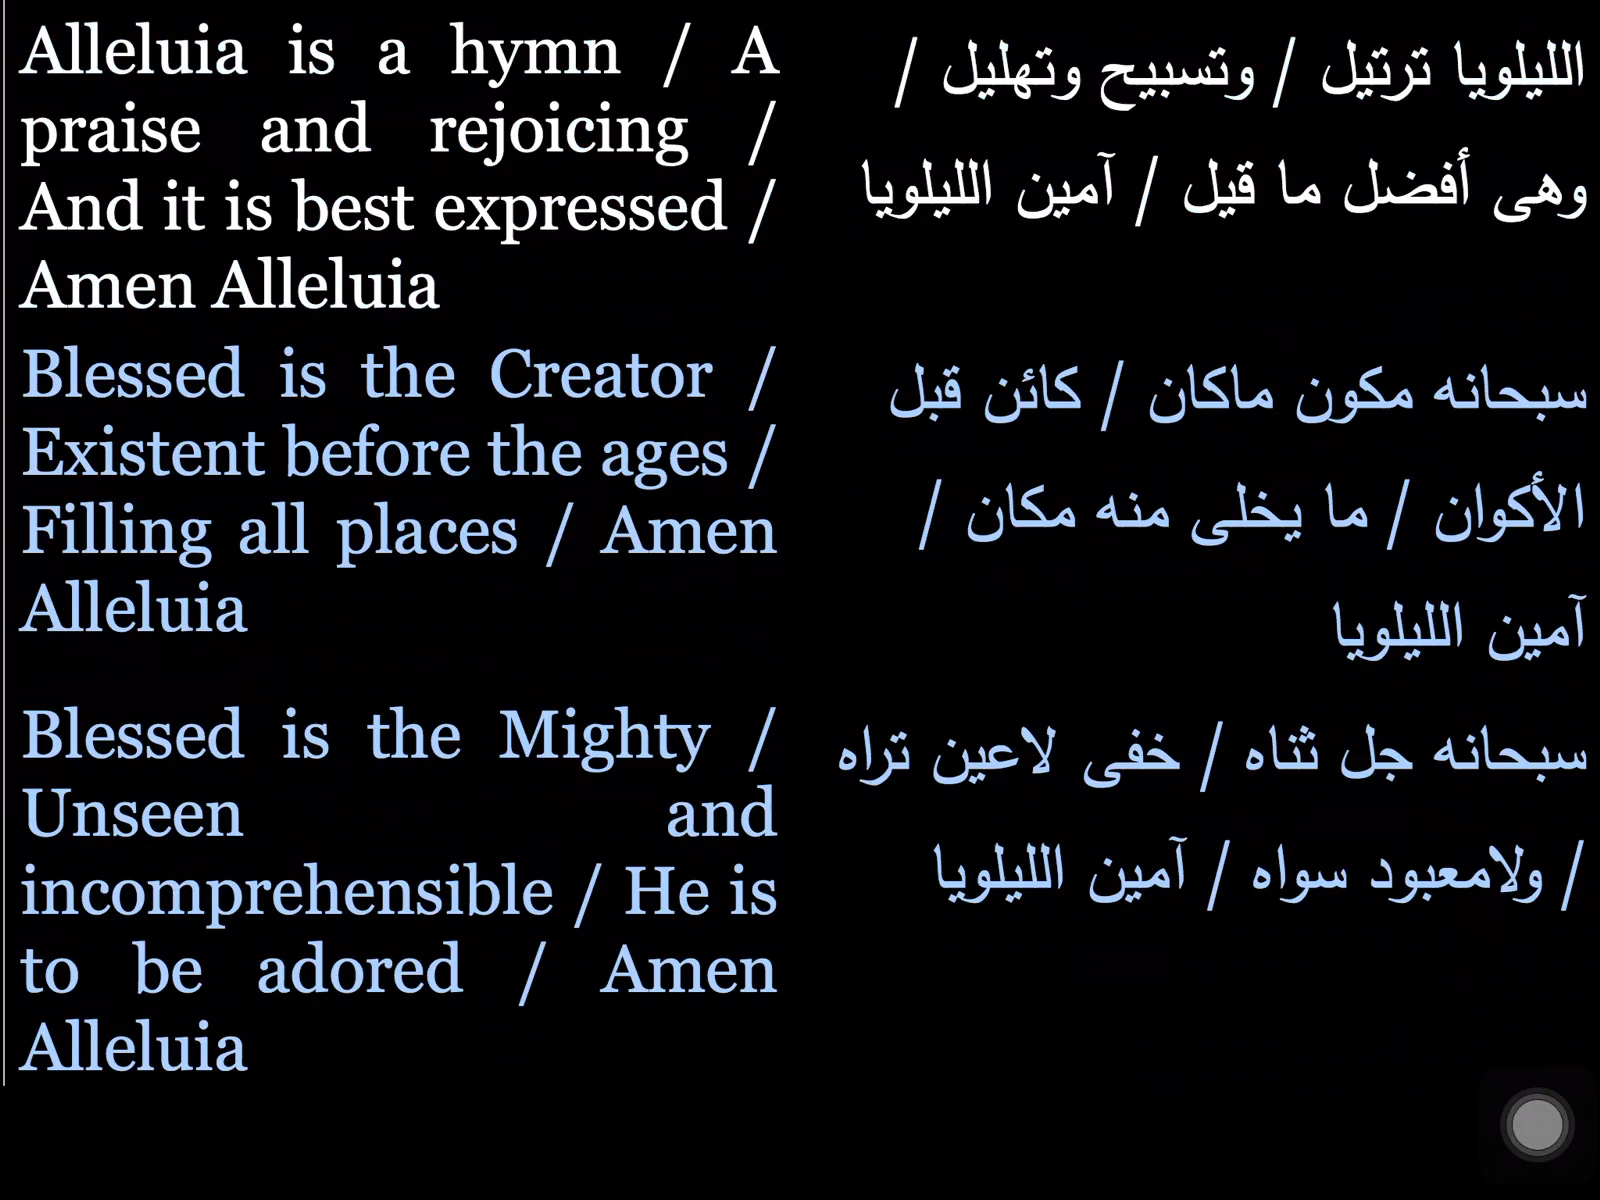 Alleluia is a hymn / A
praise and rejoicing /
And it is best expressed /
Amen Alleluia
الليلويا ترتيل / وتسبيح وتهليل /
وهى أفضل ما قيل / آمين الليلويا
Blessed is the Creator /
Existent before the ages /
Filling all places / Amen
Alleluia
سبحانه مكون ماكان / كائن قبل
الأكوان / ما يخلى منه مكان /
آمين الليلويا
Blessed is the Mighty /
Unseen and
incomprehensible / He is
to be adored / Amen
Alleluia
سبحانه جل ثناه / خفى لاعين تراه
/ ولامعبود سواه / آمين الليلويا